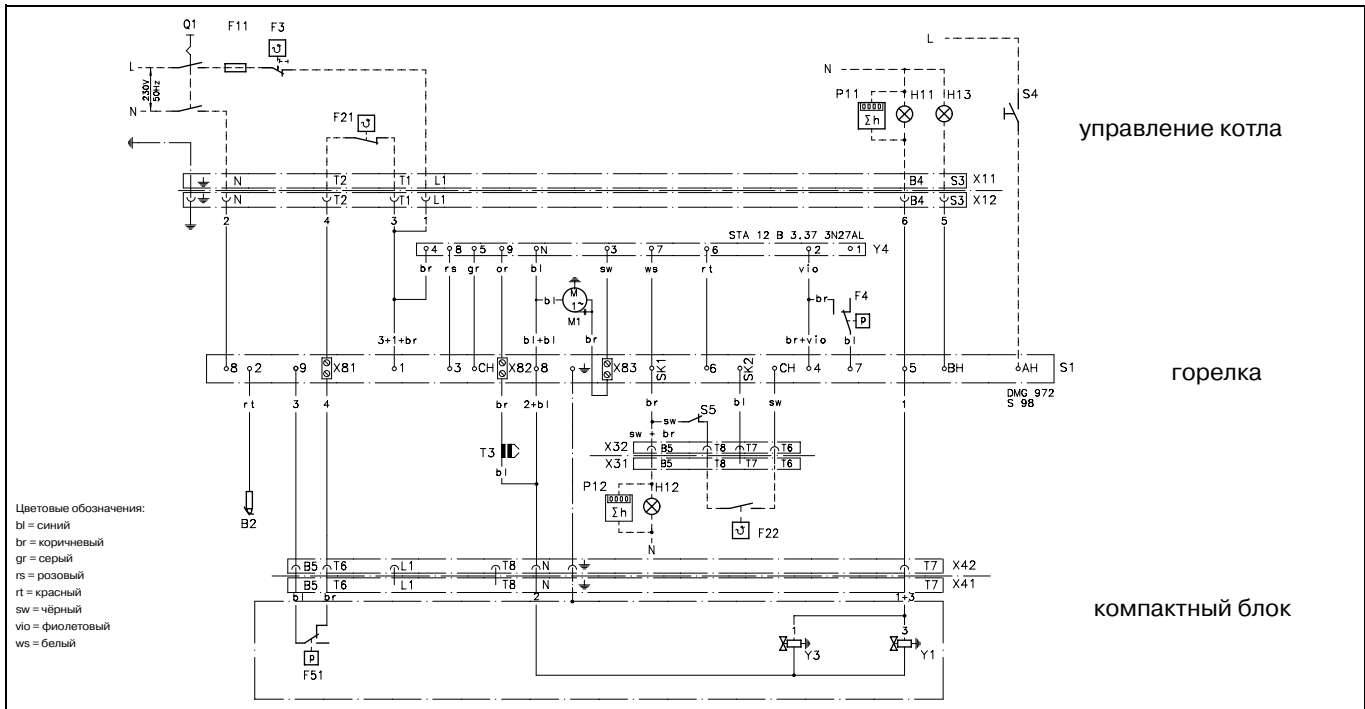 Q1 F11 F3
L
230V
50Hz
N
F21
L
N
P11 H11 H13 S4
Σh
управление котла
N T2 T1 L1 B4 S3 X11
N T2 T1 L1 B4 S3 X12
2 4 3 1 6 5
STA 12 B 3.37 3N27AL
4 8 5 9 N 3 7 6 2 1 Y4
br rs gr or bl sw ws rt vio
bl M 1~ br F4
M1 P
3+1+br bl+bl br br+vio bl
8 2 9 X81 1 3 CH X82 8 X83 SK1 6 SK2 CH 4 7 5 BH AH S1
горелка
DMG 972
S 98
rt 3 4 br 2+bl br bl sw 1
sw S5
sw + br
T3 X32 B5 T8 T7 T6
bl X31 B5 T8 T7 T6
P12 H12
Σh
B2 F22
N
Цветовые обозначения:
bl = синий
br = коричневый
gr = серый
rs = розовый
rt = красный
sw = чёрный
vio = фиолетовый
ws = белый
B5 T6 L1 T8 N T7 X42
B5 T6 L1 T8 N T7 X41
bl br 2 1+3
компактный блок
1 3
P Y3 Y1
F51